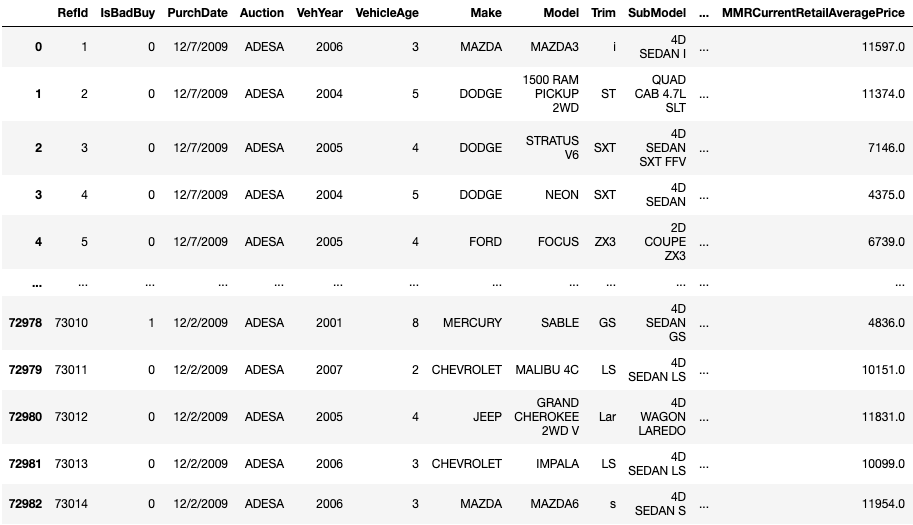 RefId IsBadBuy PurchDate Auction VehYear VehicleAge Make Model Trim SubModel ... MMRCurrentRetailAveragePrice
0 1 0 12/7/2009 ADESA 2006 3 MAZDA MAZDA3 i 4D SEDAN I ... 11597.0
1 2 0 12/7/2009 ADESA 2004 5 DODGE 1500 RAM PICKUP 2WD ST QUAD CAB 4.7L SLT ... 11374.0
2 3 0 12/7/2009 ADESA 2005 4 DODGE STRATUS V6 SXT 4D SEDAN SXT FFV ... 7146.0
3 4 0 12/7/2009 ADESA 2004 5 DODGE NEON SXT 4D SEDAN ... 4375.0
4 5 0 12/7/2009 ADESA 2005 4 FORD FOCUS ZX3 2D COUPE ZX3 ... 6739.0
... ... ... ... ... ... ... ... ... ... ... ... ...
72978 73010 1 12/2/2009 ADESA 2001 8 MERCURY SABLE GS 4D SEDAN GS ... 4836.0
72979 73011 0 12/2/2009 ADESA 2007 2 CHEVROLET MALIBU 4C LS 4D SEDAN LS ... 10151.0
72980 73012 0 12/2/2009 ADESA 2005 4 JEEP GRAND CHEROKEE 2WD V Lar 4D WAGON LAREDO ... 11831.0
72981 73013 0 12/2/2009 ADESA 2006 3 CHEVROLET IMPALA LS 4D SEDAN LS ... 10099.0
72982 73014 0 12/2/2009 ADESA 2006 3 MAZDA MAZDA6 s 4D SEDAN S ... 11954.0